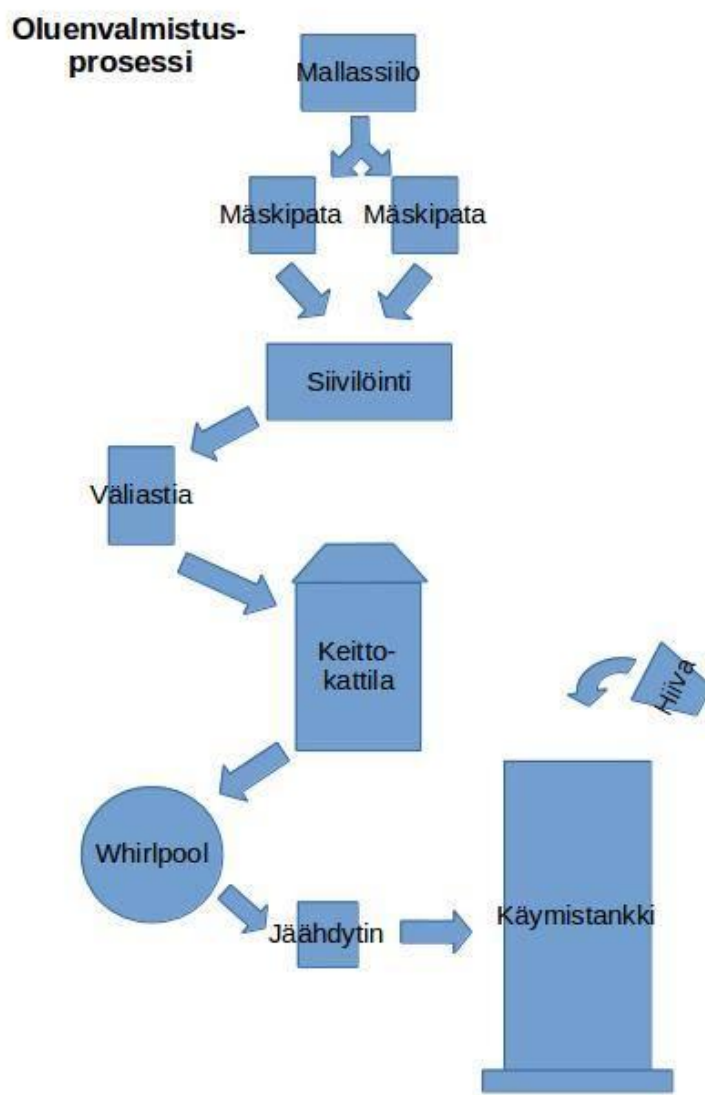 Oluenvalmistus-
prosessi
Mallassiilo
Mäskipata
Mäskipata
Siivilöinti
Väliastia
Keitto-
kattila
Hiiva
Whirlpool
Jäähdytin
Käymistankki